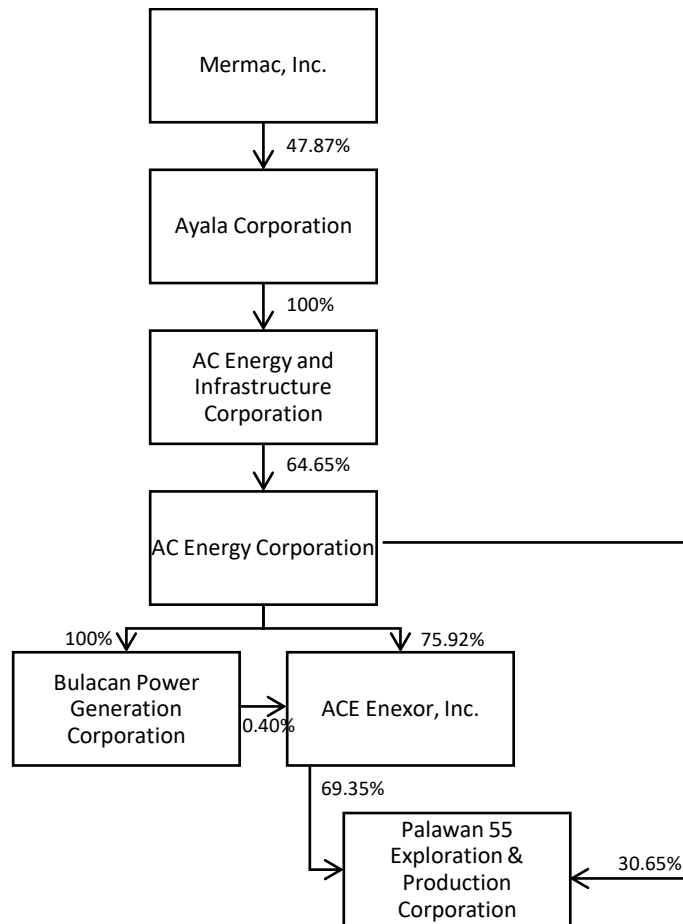 Mermac, Inc.
47.87%
Ayala Corporation
100%
AC Energy and
Infrastructure
Corporation
64.65%
AC Energy Corporation
100%
75.92%
Bulacan Power
Generation
Corporation
0.40%
ACE Enexor, Inc.
69.35%
Palawan 55
Exploration &
Production
Corporation
30.65%